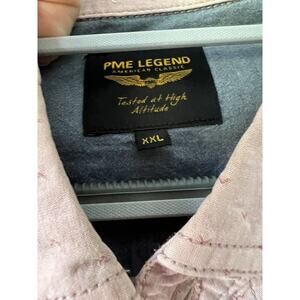 PME LEGEND
AMERICAN CLASSIC
Tested at High
Altitude
XXL